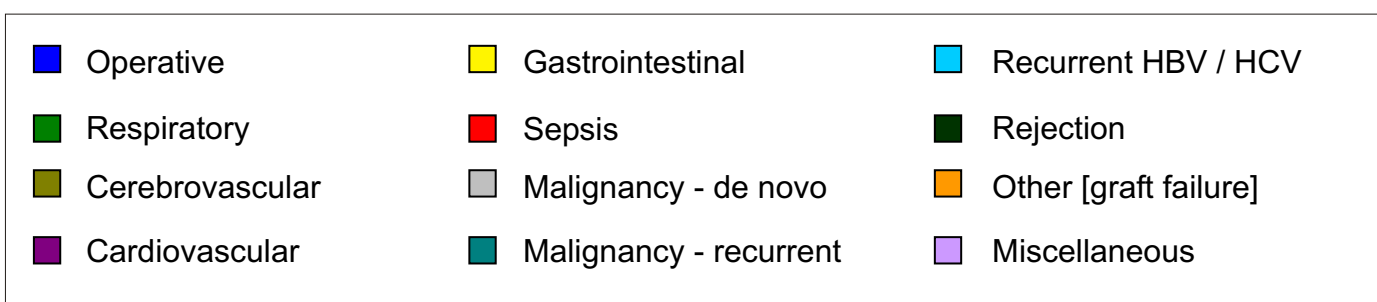 Operative Gastrointestinal Recurrent HBV / HCV
Respiratory Sepsis Rejection
Cerebrovascular Malignancy - de novo Other [graft failure]
Cardiovascular Malignancy - recurrent Miscellaneous